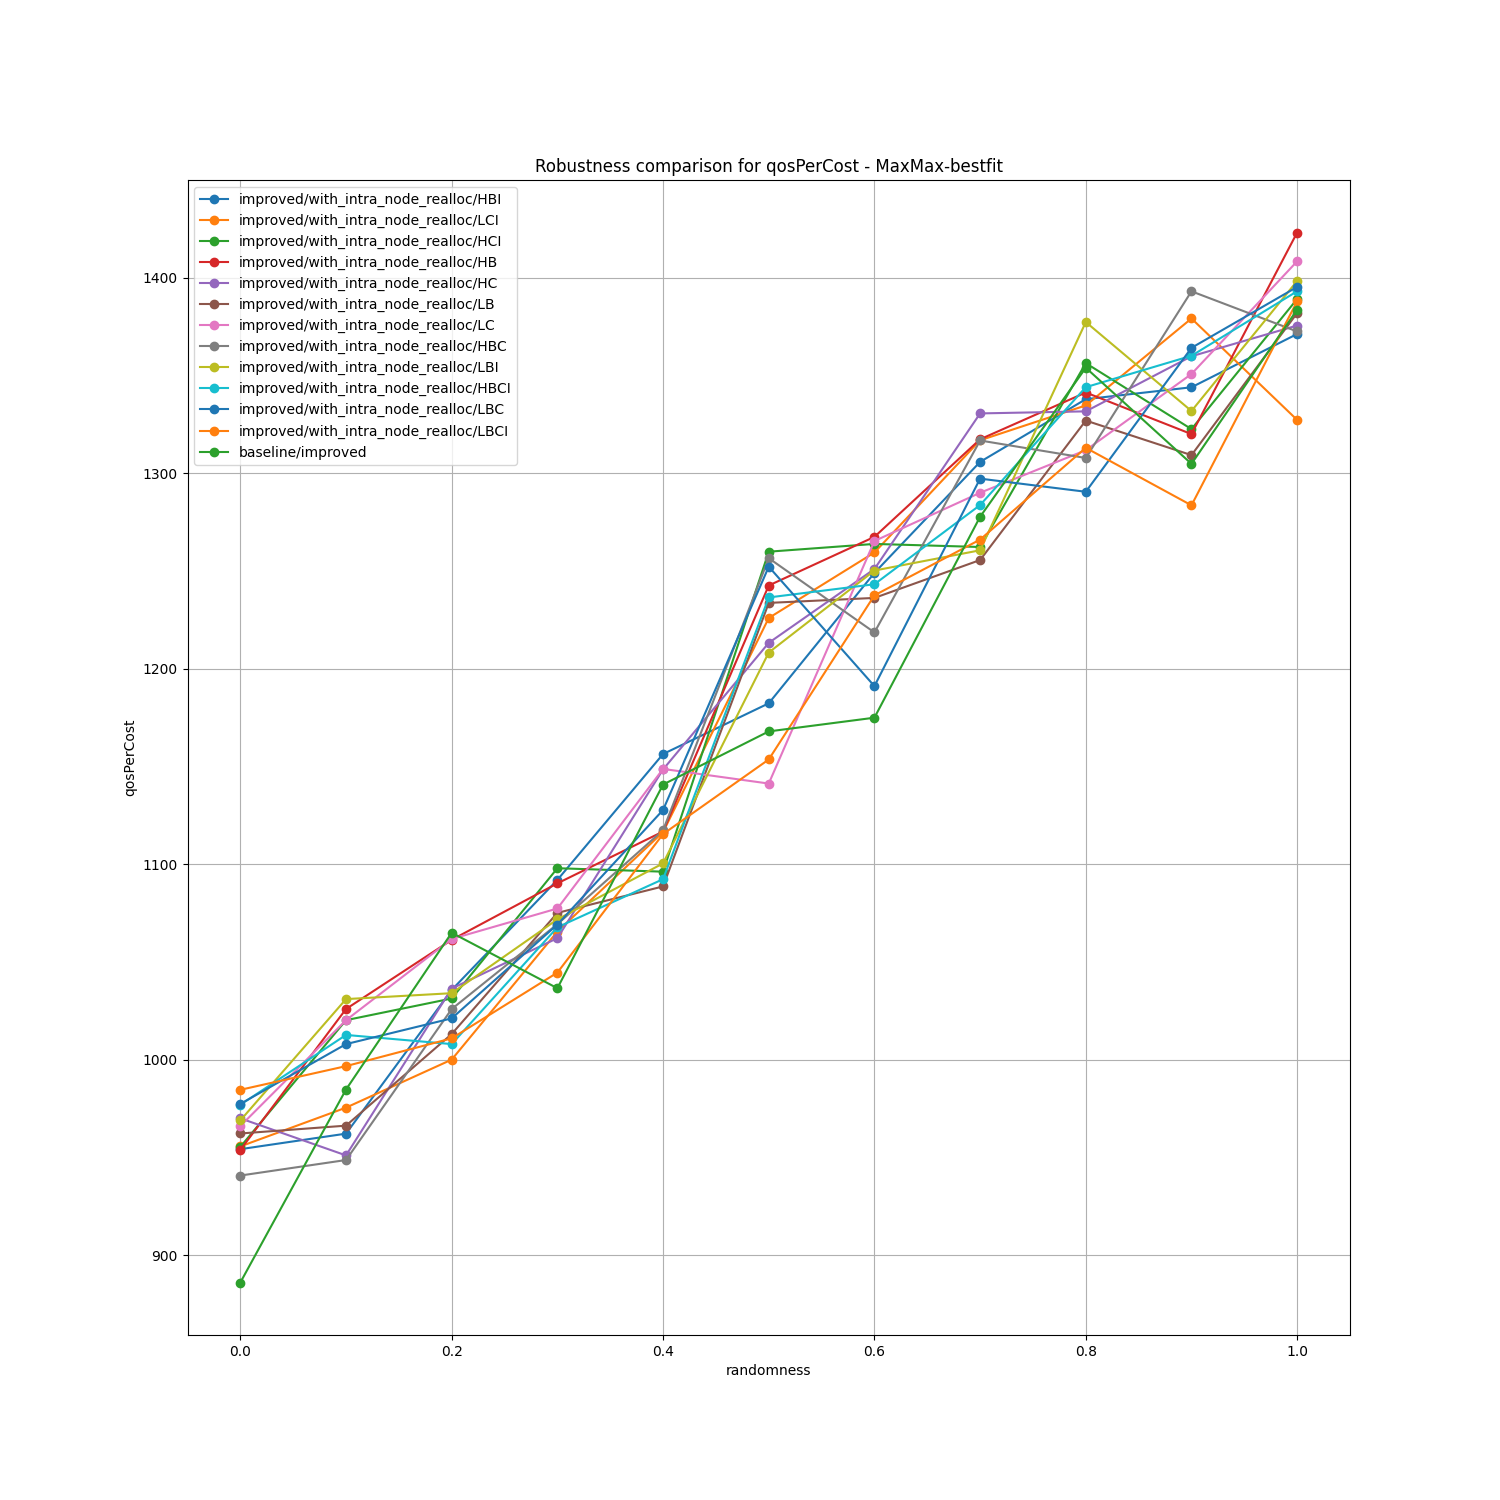 Robustness comparison for qosPerCost - MaxMax-bestfit
improved/with_intra_node_realloc/HBI
improved/with_intra_node_realloc/LCI
improved/with_intra_node_realloc/HCI
improved/with_intra_node_realloc/HB
improved/with_intra_node_realloc/HC
improved/with_intra_node_realloc/LB
improved/with_intra_node_realloc/LC
improved/with_intra_node_realloc/HBC
improved/with_intra_node_realloc/LBI
improved/with_intra_node_realloc/HBCI
improved/with_intra_node_realloc/LBC
improved/with_intra_node_realloc/LBCI
baseline/improved
1400
1300
1200
1100
1000
900
qosPerCost
0.0 0.2 0.4 0.6 0.8 1.0
randomness